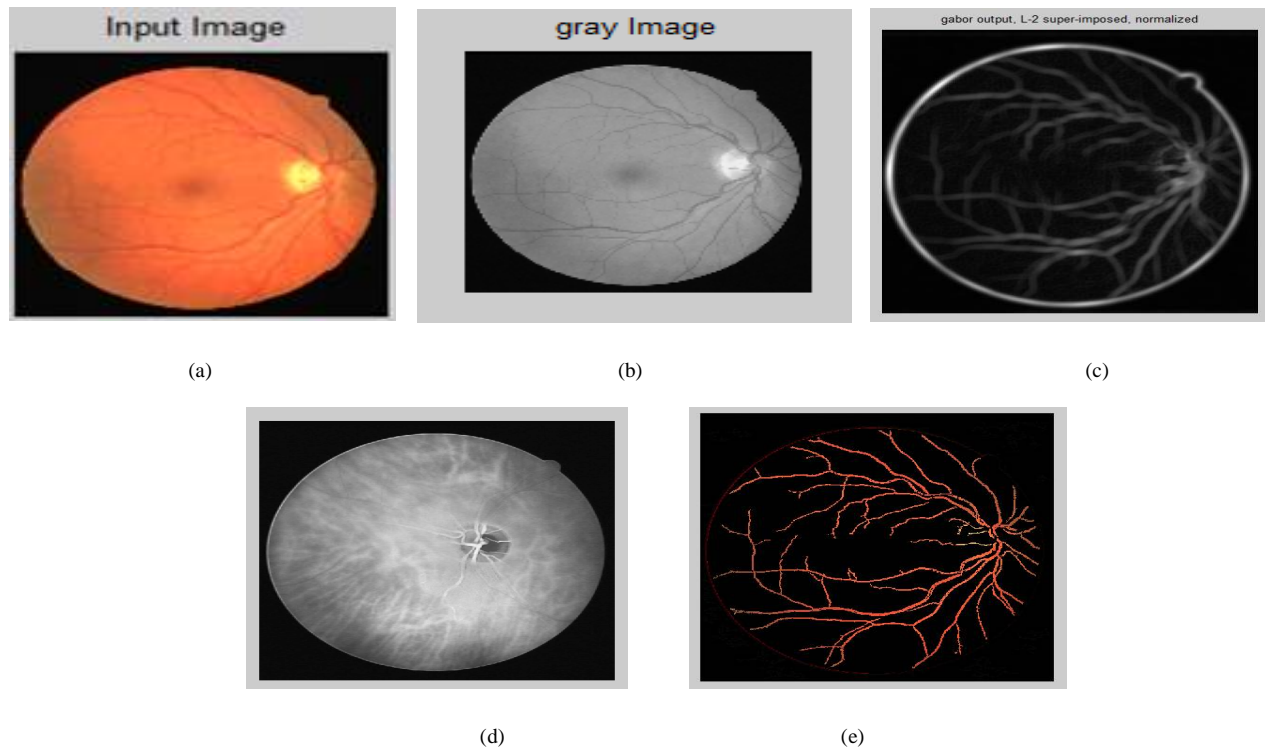 Input Image
gray Image
gabor output, L-2 super-imposed, normalized
(a)
(b)
(c)
(d)
(e)